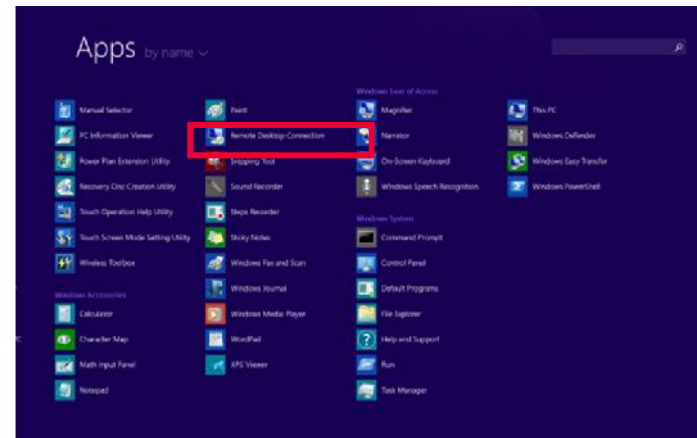 Apps by name
Manual Selector
PC Information Viewer
Power Plan Extension Utility
Recovery Disc Creation Utility
Touch Operation Help Utility
Touch Screen Mode Setting Utility
Wireless Toolbox
Windows Accessories
Calculator
Character Map
Math Input Panel
Notepad
Paint
Remote Desktop Connection
Snipping Tool
Sound Recorder
Steps Recorder
Sticky Notes
Windows Fax and Scan
Windows Journal
Windows Media Player
WordPad
XPS Viewer
Windows Ease of Access
Magnifier
Narrator
On-Screen Keyboard
Windows Speech Recognition
Windows System
Command Prompt
Control Panel
Default Programs
File Explorer
Help and Support
Run
Task Manager
This PC
Windows Defender
Windows Easy Transfer
Windows PowerShell